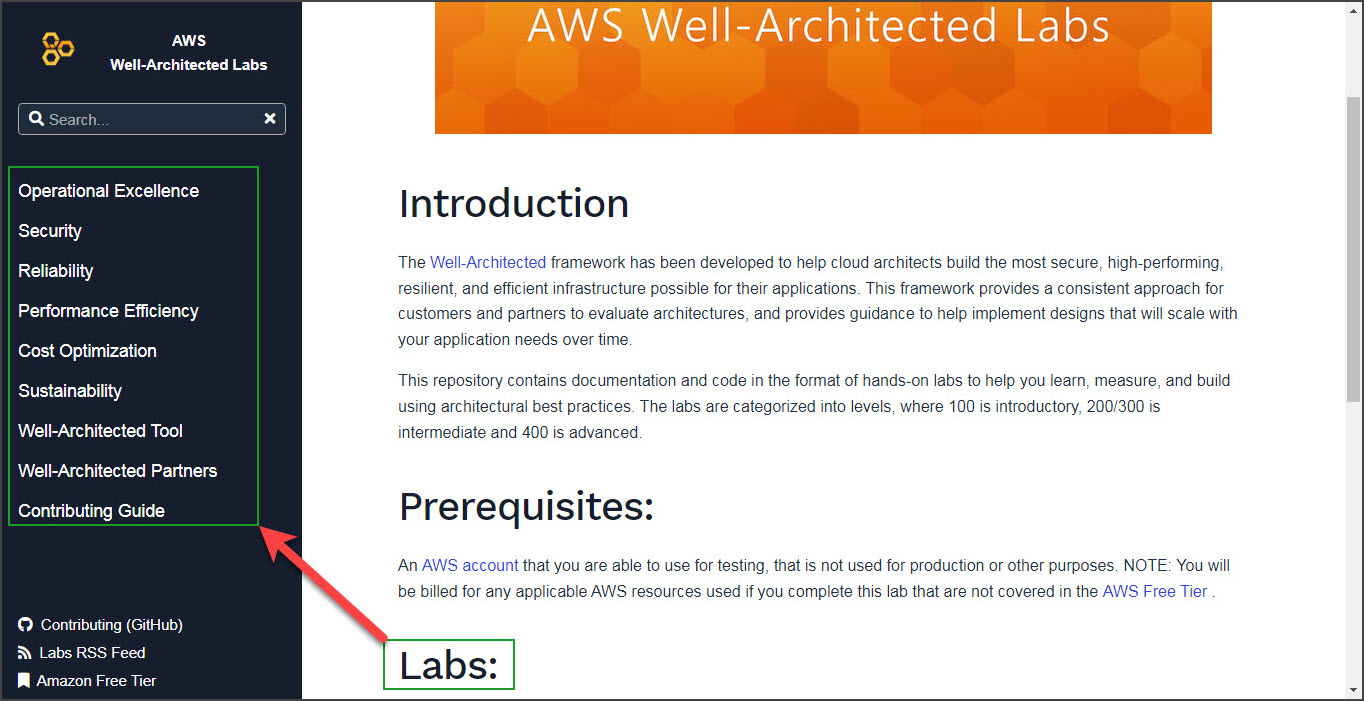 AWS
Well-Architected Labs
Search...
Operational Excellence
Security
Reliability
Performance Efficiency
Cost Optimization
Sustainability
Well-Architected Tool
Well-Architected Partners
Contributing Guide
Contributing (GitHub)
Labs RSS Feed
Amazon Free Tier
AWS Well-Architected Labs
Introduction
The Well-Architected framework has been developed to help cloud architects build the most secure, high-performing,
resilient, and efficient infrastructure possible for their applications. This framework provides a consistent approach for
customers and partners to evaluate architectures, and provides guidance to help implement designs that will scale with
your application needs over time.
This repository contains documentation and code in the format of hands-on labs to help you learn, measure, and build
using architectural best practices. The labs are categorized into levels, where 100 is introductory, 200/300 is
intermediate and 400 is advanced.
Prerequisites:
An AWS account that you are able to use for testing, that is not used for production or other purposes. NOTE: You will
be billed for any applicable AWS resources used if you complete this lab that are not covered in the AWS Free Tier .
Labs: